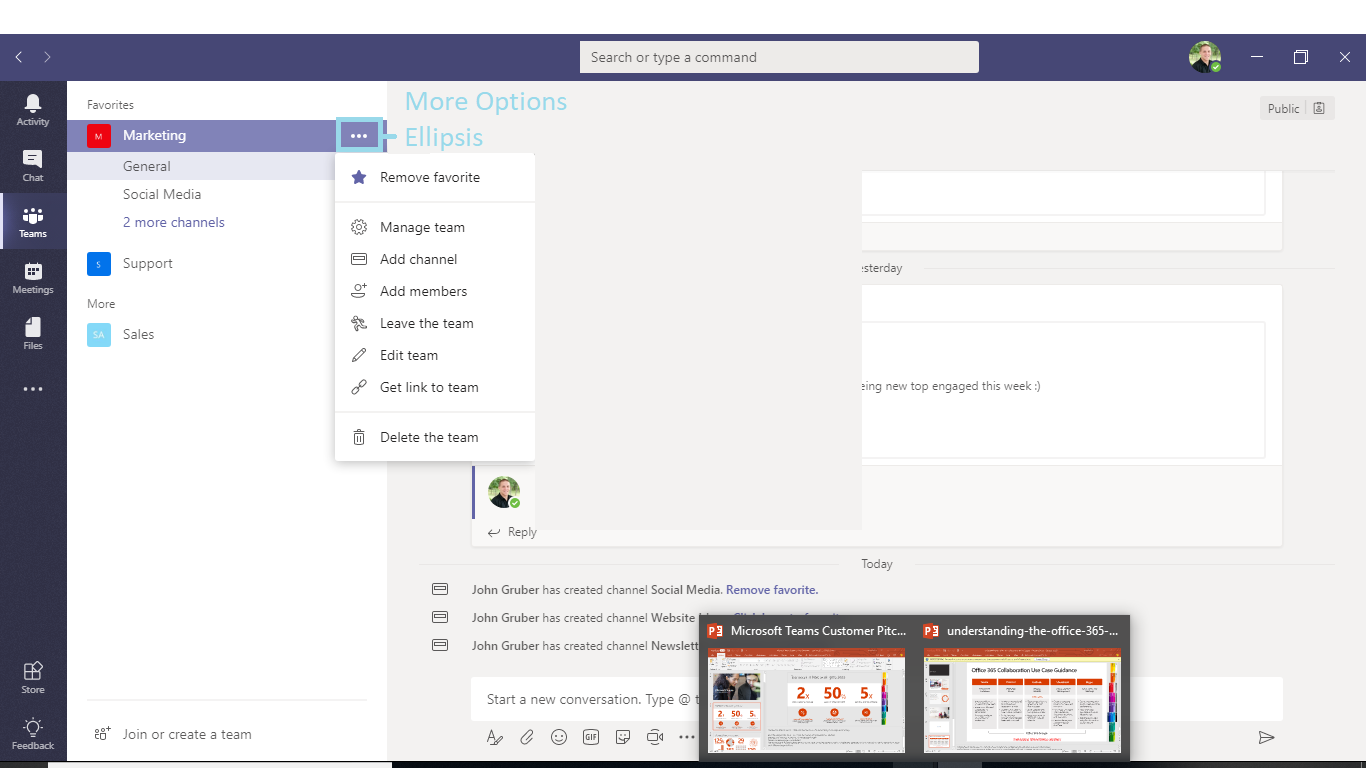 Search or type a command
Activity
Chat
Teams
Meetings
Files
Store
Feedback
Favorites
M Marketing
General
Social Media
2 more channels
S Support
More
SA Sales
Join or create a team
More Options
Ellipsis
Remove favorite
Manage team
Add channel
Add members
Leave the team
Edit team
Get link to team
Delete the team
Public
esterday
eing new top engaged this week :)
Reply
Today
John Gruber has created channel Social Media. Remove favorite.
John Gruber has created channel Website
John Gruber has created channel Newslett
Start a new conversation. Type @ t
GIF
Microsoft Teams Customer Pitc...
understanding-the-office-365-...
Office 365 Collaboration Use Case Guidance
2x 50% 5x